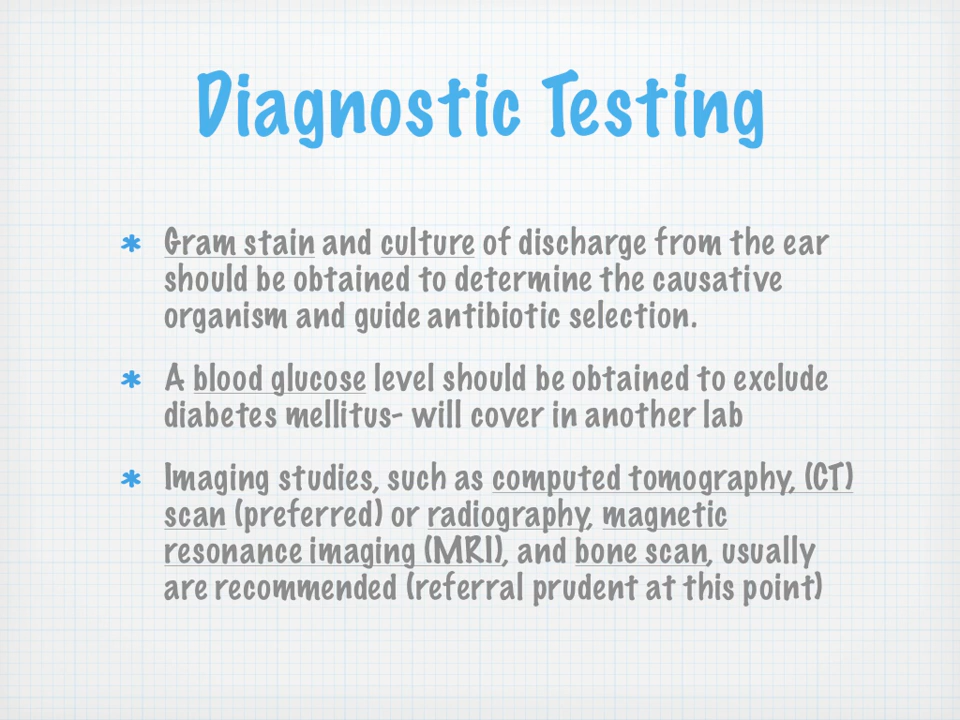 Diagnostic Testing
* Gram stain and culture of discharge from the ear
should be obtained to determine the causative
organism and guide antibiotic selection.
* A blood glucose level should be obtained to exclude
diabetes mellitus- will cover in another lab
* Imaging studies, such as computed tomography, (CT)
scan (preferred) or radiography, magnetic
resonance imaging (MRI), and bone scan, usually
are recommended (referral prudent at this point)